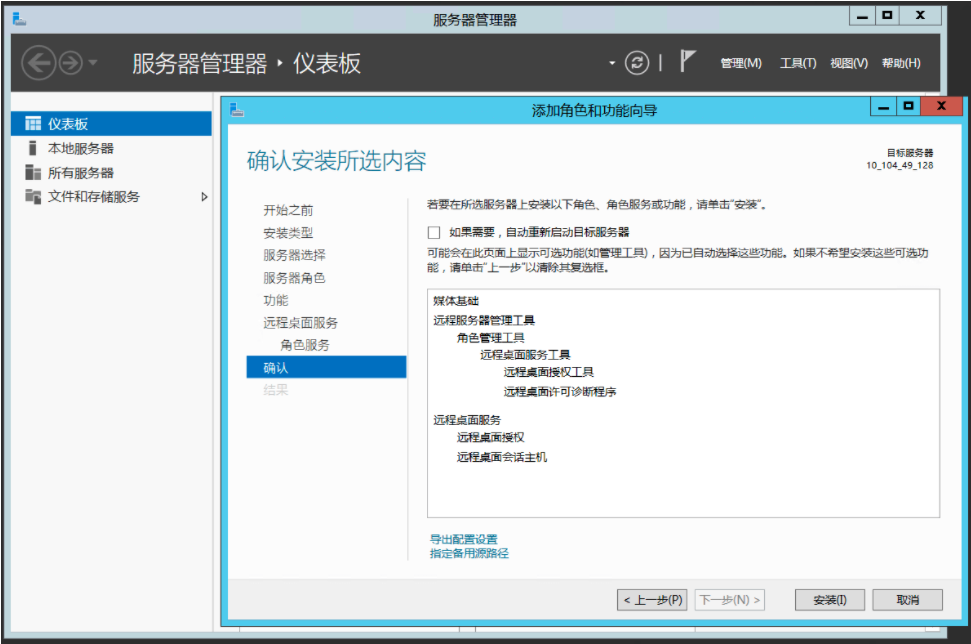 服务器管理器
服务器管理器 · 仪表板
管理(M) 工具(T) 视图(V) 帮助(H)
仪表板
本地服务器
所有服务器
文件和存储服务
添加角色和功能向导
确认安装所选内容
目标服务器
10_104_49_128
开始之前
安装类型
服务器选择
服务器角色
功能
远程桌面服务
角色服务
确认
结果
若要在所选服务器上安装以下角色、角色服务或功能，请单击"安装"。
如果需要，自动重新启动目标服务器
可能会在此页面上显示可选功能(如管理工具)，因为已自动选择这些功能。如果不希望安装这些可选功
能，请单击"上一步"以清除其复选框。
媒体基础
远程服务器管理工具
角色管理工具
远程桌面服务工具
远程桌面授权工具
远程桌面许可诊断程序
远程桌面服务
远程桌面授权
远程桌面会话主机
导出配置设置
指定备用源路径
< 上一步(P) 下一步(N) > 安装(I) 取消